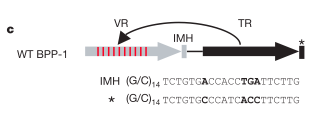 c
VR TR
IMH
WT BPP-1 *
IMH (G/C)14 TCTGTGACCACCTGATTCTTG
* (G/C)14 TCTGTGCCCATCACCTTCTTG